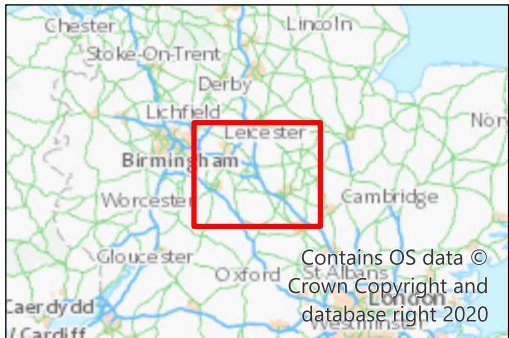 Chester
Lincoln
Stoke-On-Trent
Derby
Lichfield
Nor
Leicester
Birmingham
Worcester
Cambridge
Gloucester
Contains OS data ©
Oxford
St Albans
Crown Copyright and
London
Caerdydd
database right 2020
/ Cardiff
Westminster